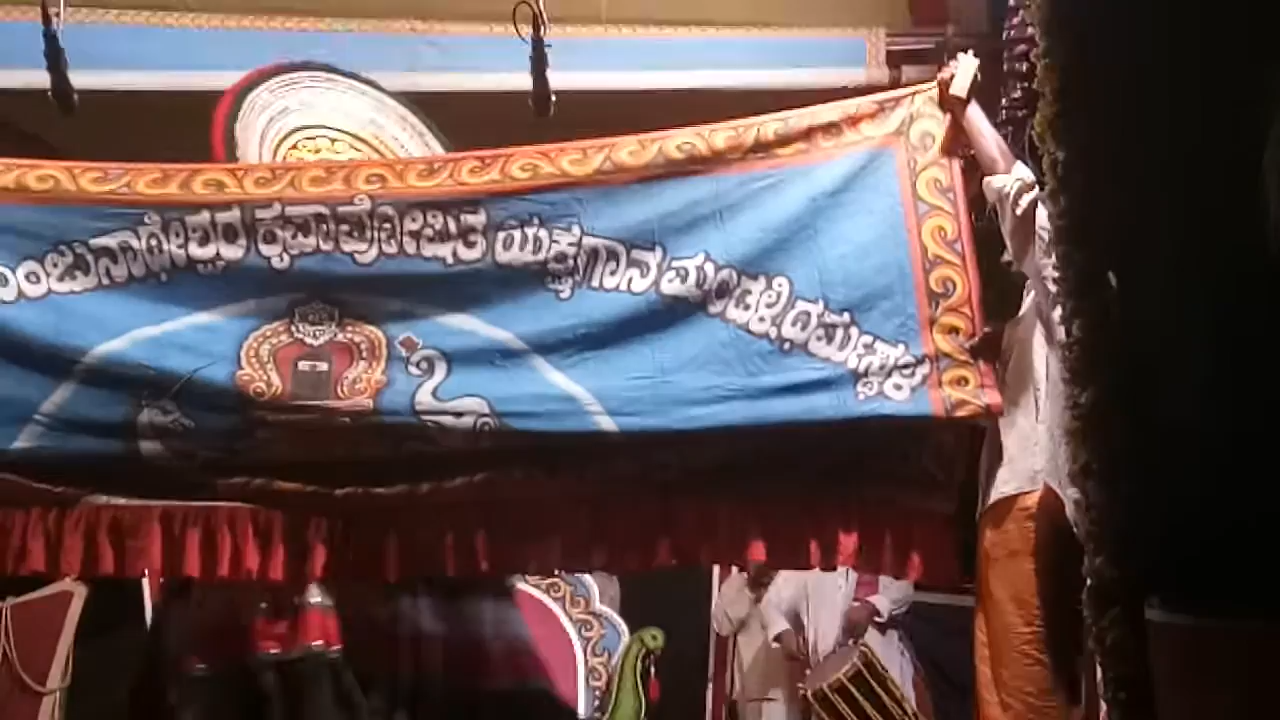 ಮಂಜುನಾಥೇಶ್ವರ ಕೃಪಾಪೋಷಿತ ಯಕ್ಷಗಾನ ಮಂಡಳಿ, ಧರ್ಮಸ್ಥಳ